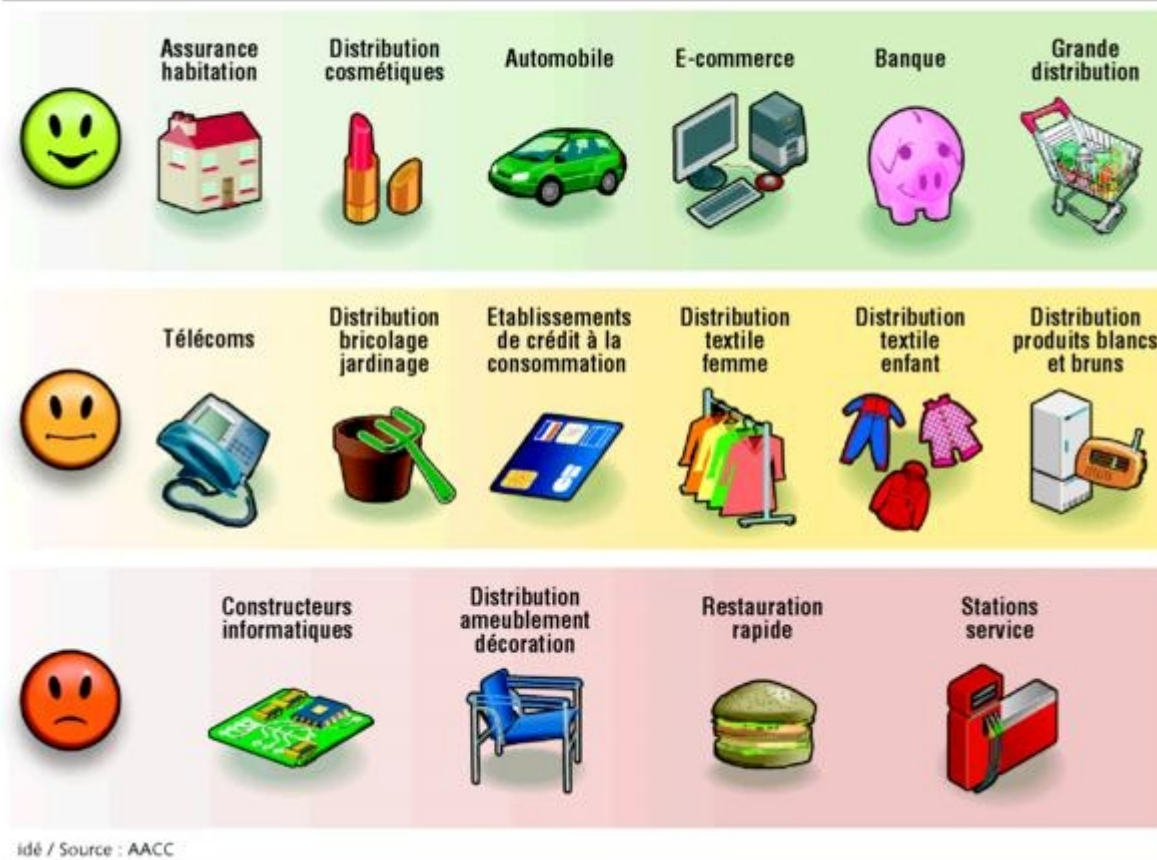 Assurance
habitation
Distribution
cosmétiques
Automobile
E-commerce
Banque
Grande
distribution
Télécoms
Distribution
bricolage
jardinage
Etablissements
de crédit à la
consommation
Distribution
textile
femme
Distribution
textile
enfant
Distribution
produits blancs
et bruns
Constructeurs
informatiques
Distribution
ameublement
décoration
Restauration
rapide
Stations
service
idé / Source : AACC